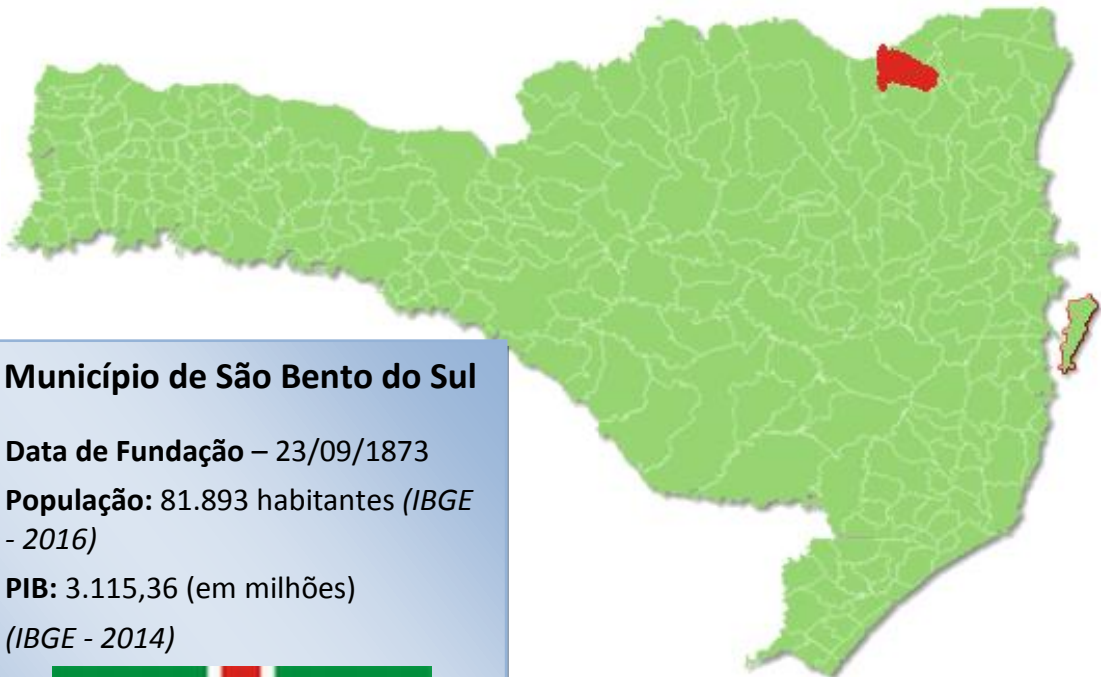 Município de São Bento do Sul
Data de Fundação – 23/09/1873
População: 81.893 habitantes (IBGE
- 2016)
PIB: 3.115,36 (em milhões)
(IBGE - 2014)